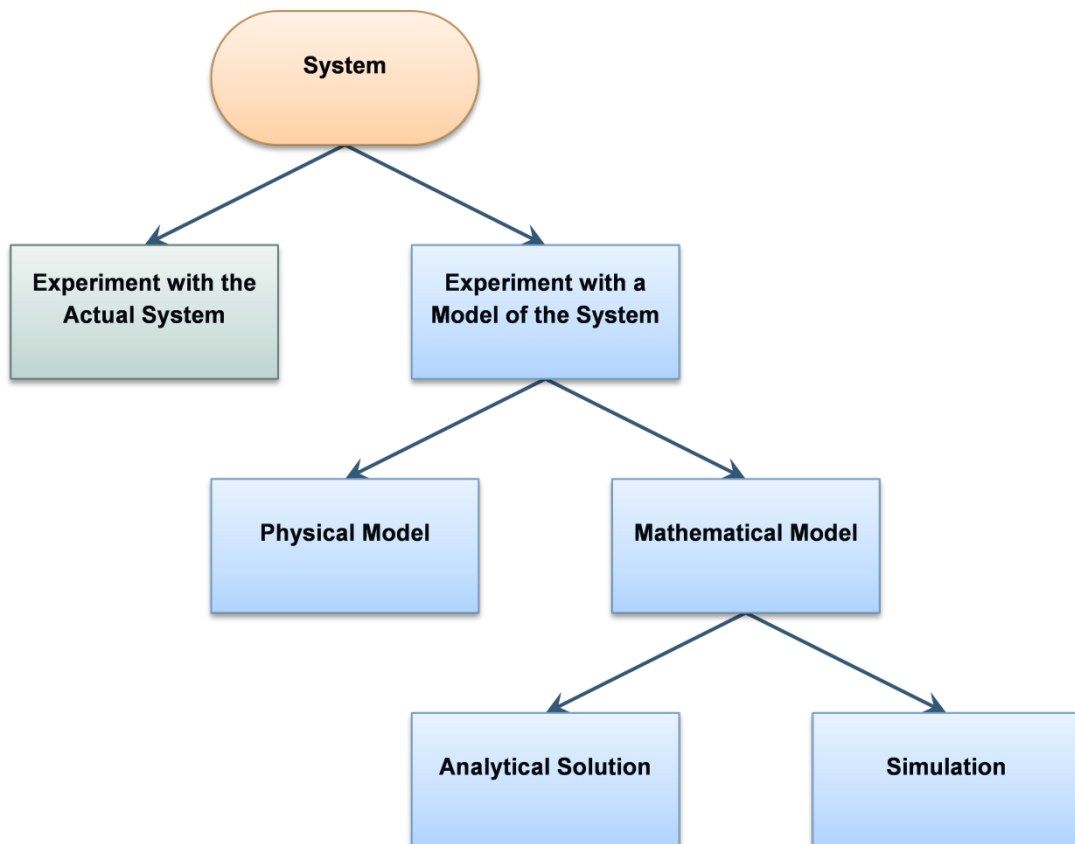 System
Experiment with the
Actual System
Experiment with a
Model of the System
Physical Model
Mathematical Model
Analytical Solution
Simulation